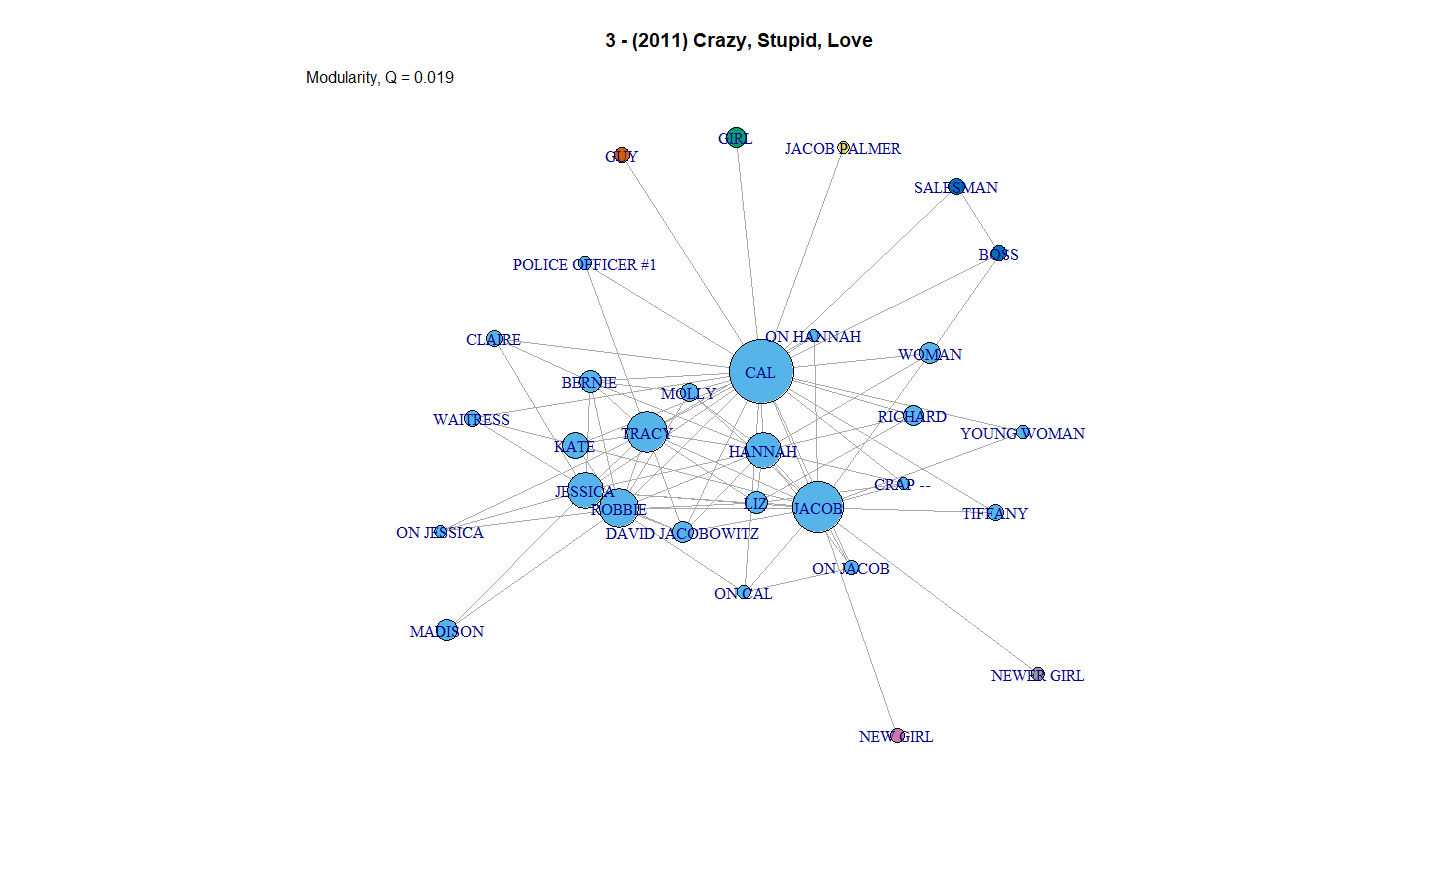 3 - (2011) Crazy, Stupid, Love
Modularity, Q = 0.019
GIRL
JACOB PALMER
GUY
SALESMAN
BOSS
POLICE OFFICER #1
ON HANNAH
CLAIRE
WOMAN
CAL
BERNIE
MOLLY
WAITRESS
RICHARD
YOUNG WOMAN
TRACY
KATE
HANNAH
CRAP --
JESSICA
LIZ
ROBBIE
JACOB
TIFFANY
ON JESSICA
DAVID JACOBOWITZ
ON JACOB
ON CAL
MADISON
NEWER GIRL
NEW GIRL